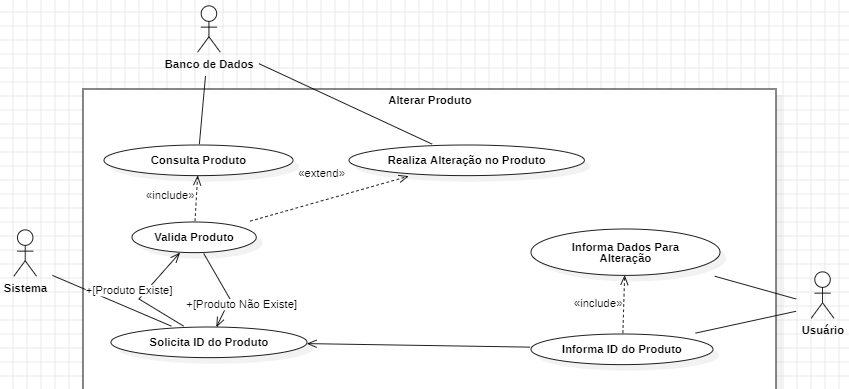 Banco de Dados
Alterar Produto
Consulta Produto
Realiza Alteração no Produto
«extend»
«include»
Valida Produto
Informa Dados Para
Alteração
Sistema
+[Produto Existe]
+[Produto Não Existe]
«include»
Usuário
Solicita ID do Produto
Informa ID do Produto